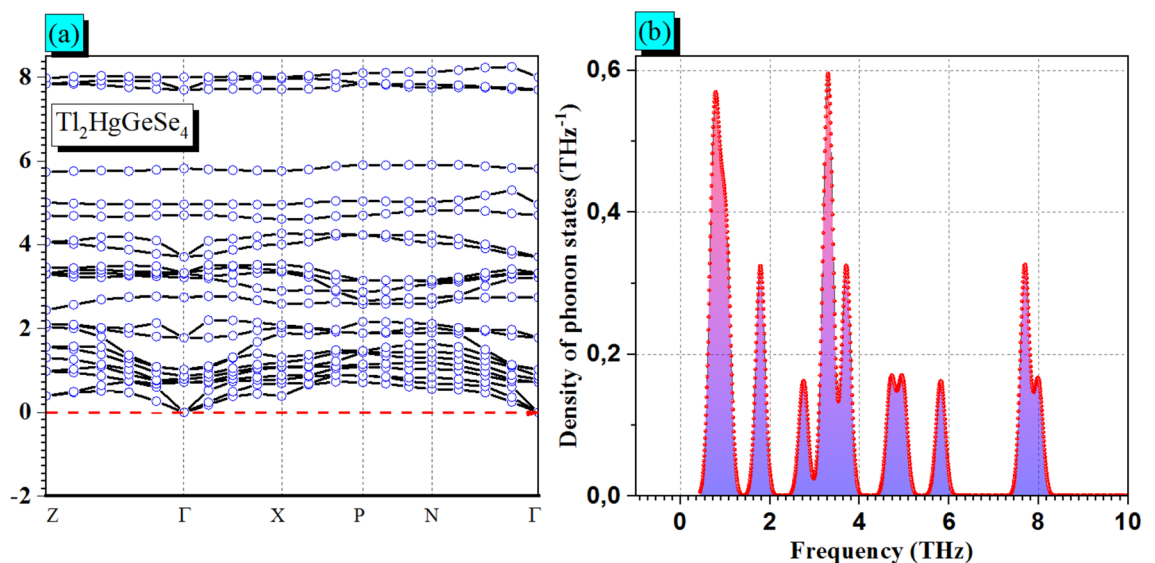 (a)
8
6
4
2
0
-2
Tl₂HgGeSe₄
Z Γ X P N Γ
(b)
0,6
0,4
0,2
0,0
Density of phonon states (THz⁻¹)
0 2 4 6 8 10
Frequency (THz)